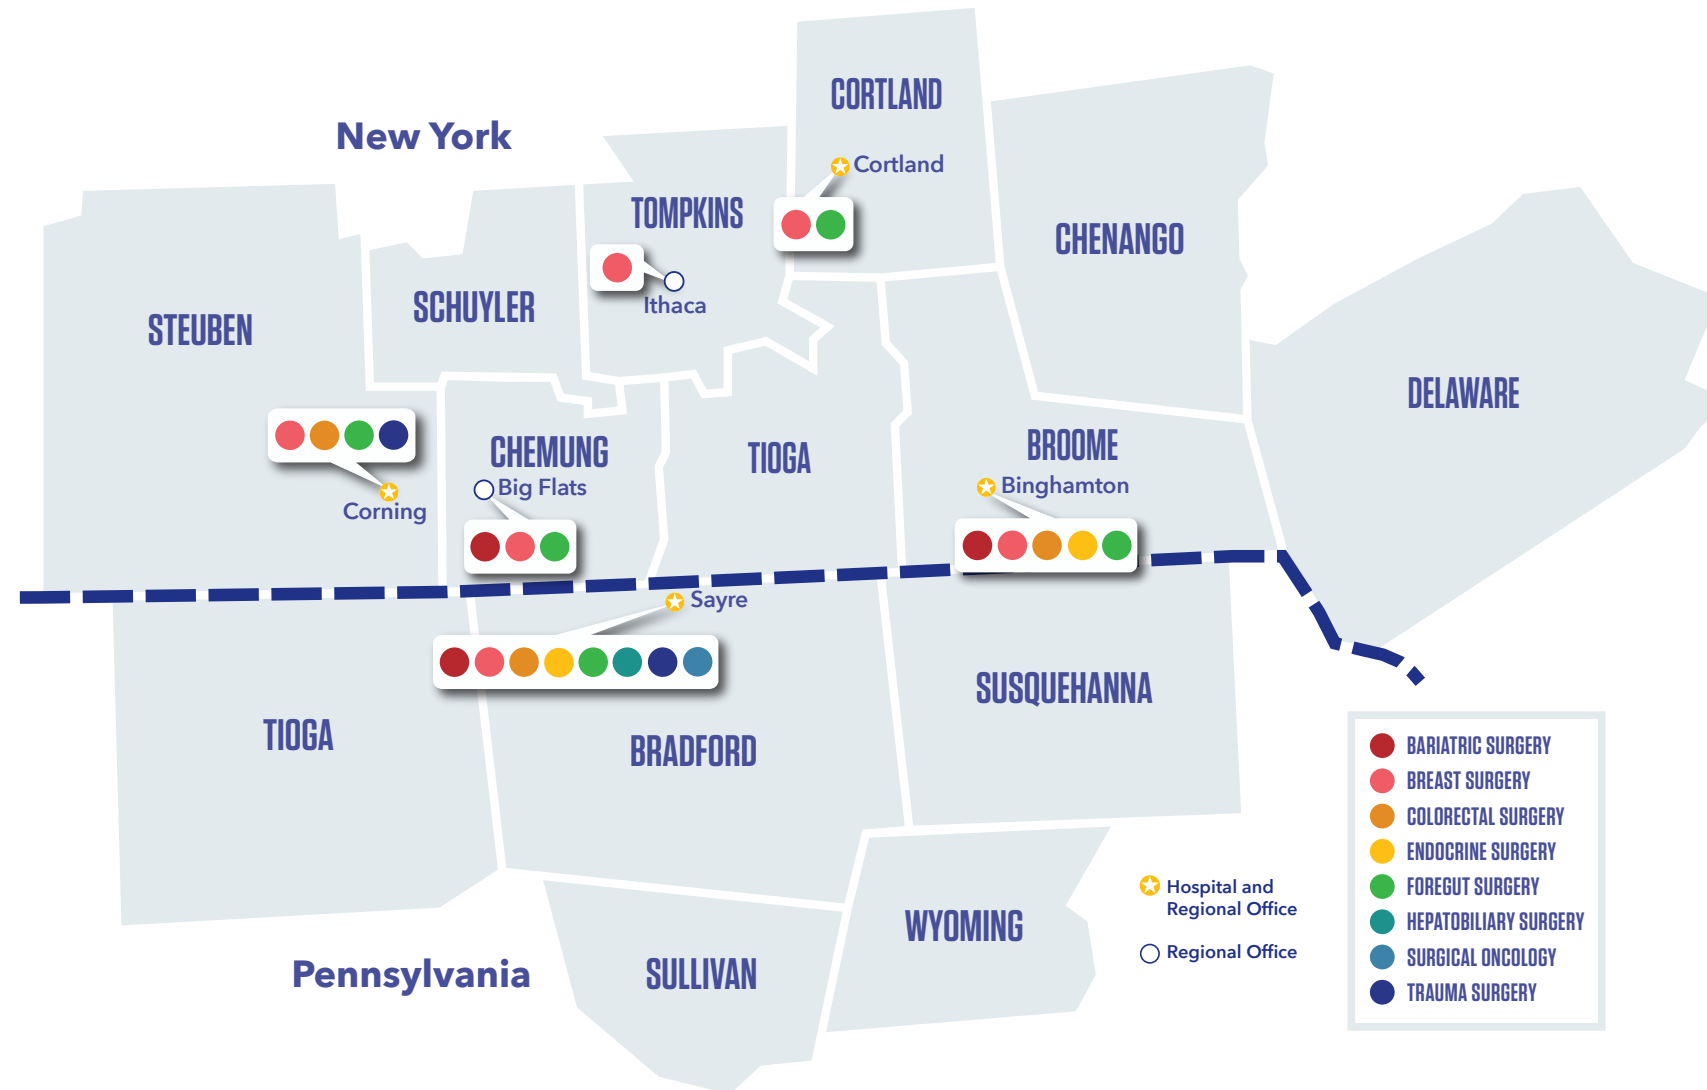 New York
CORTLAND
Cortland
TOMPKINS
CHENANGO
Ithaca
SCHUYLER
STEUBEN
DELAWARE
CHEMUNG
TIOGA
BROOME
Big Flats
Binghamton
Corning
Sayre
SUSQUEHANNA
TIOGA
BRADFORD
WYOMING
SULLIVAN
Pennsylvania
Hospital and
Regional Office
Regional Office
BARIATRIC SURGERY
BREAST SURGERY
COLORECTAL SURGERY
ENDOCRINE SURGERY
FOREGUT SURGERY
HEPATOBILIARY SURGERY
SURGICAL ONCOLOGY
TRAUMA SURGERY